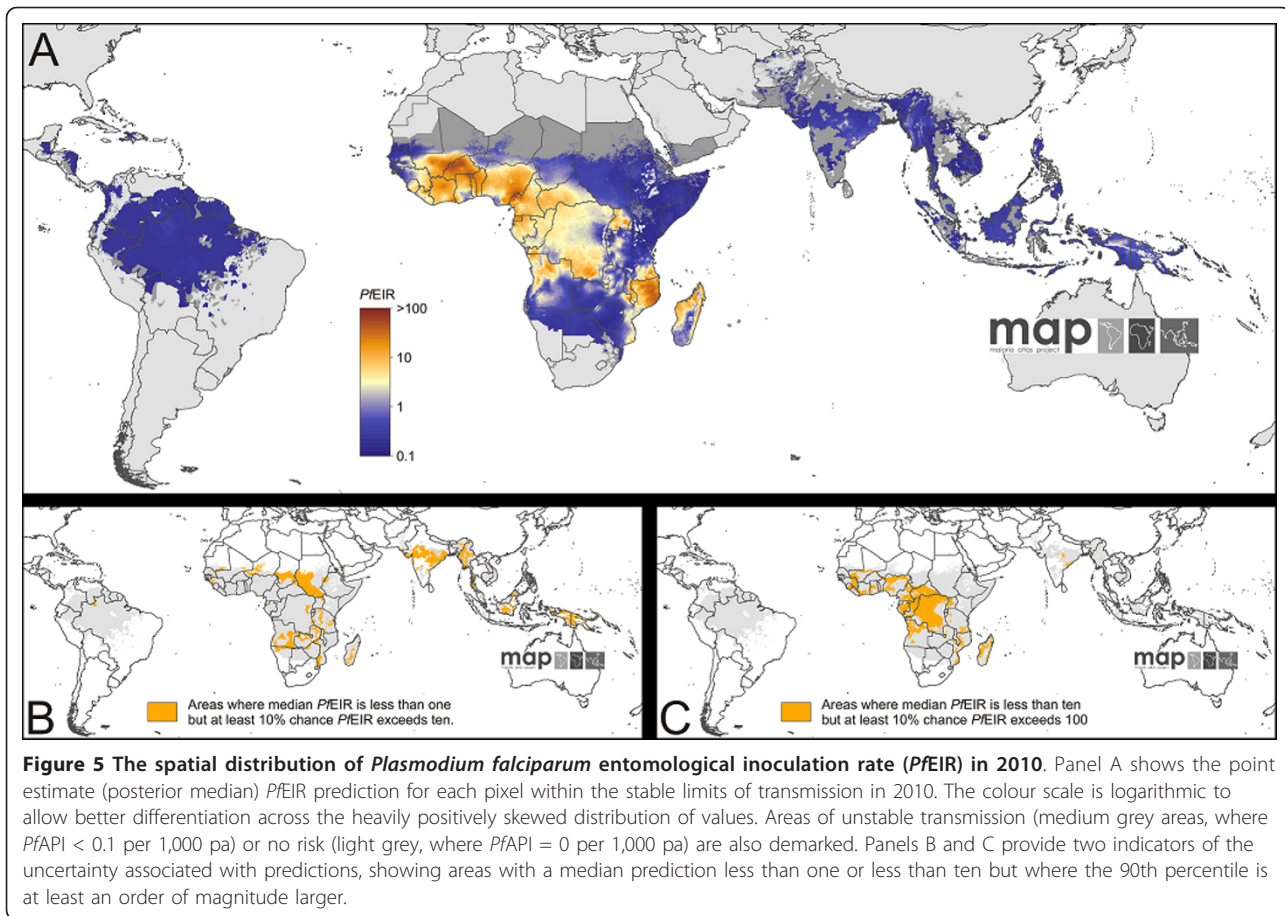 A
PfEIR
>100
10
1
0.1
map
malaria atlas project
B
Areas where median PfEIR is less than one
but at least 10% chance PfEIR exceeds ten.
map
C
Areas where median PfEIR is less than ten
but at least 10% chance PfEIR exceeds 100
map
Figure 5 The spatial distribution of Plasmodium falciparum entomological inoculation rate (PfEIR) in 2010. Panel A shows the point
estimate (posterior median) PfEIR prediction for each pixel within the stable limits of transmission in 2010. The colour scale is logarithmic to
allow better differentiation across the heavily positively skewed distribution of values. Areas of unstable transmission (medium grey areas, where
PfAPI < 0.1 per 1,000 pa) or no risk (light grey, where PfAPI = 0 per 1,000 pa) are also demarked. Panels B and C provide two indicators of the
uncertainty associated with predictions, showing areas with a median prediction less than one or less than ten but where the 90th percentile is
at least an order of magnitude larger.